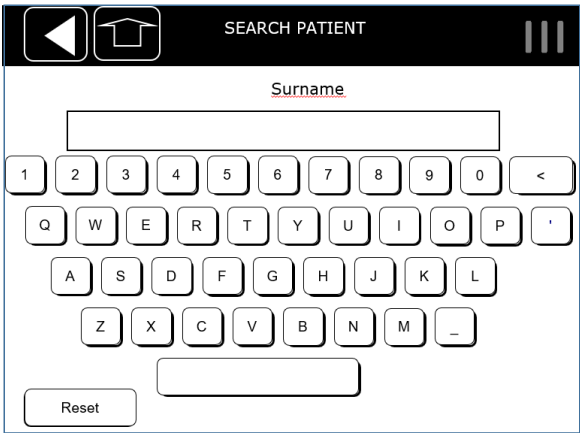 SEARCH PATIENT
Surname
1 2 3 4 5 6 7 8 9 0 <
Q W E R T Y U I O P '
A S D F G H J K L
Z X C V B N M _
Reset